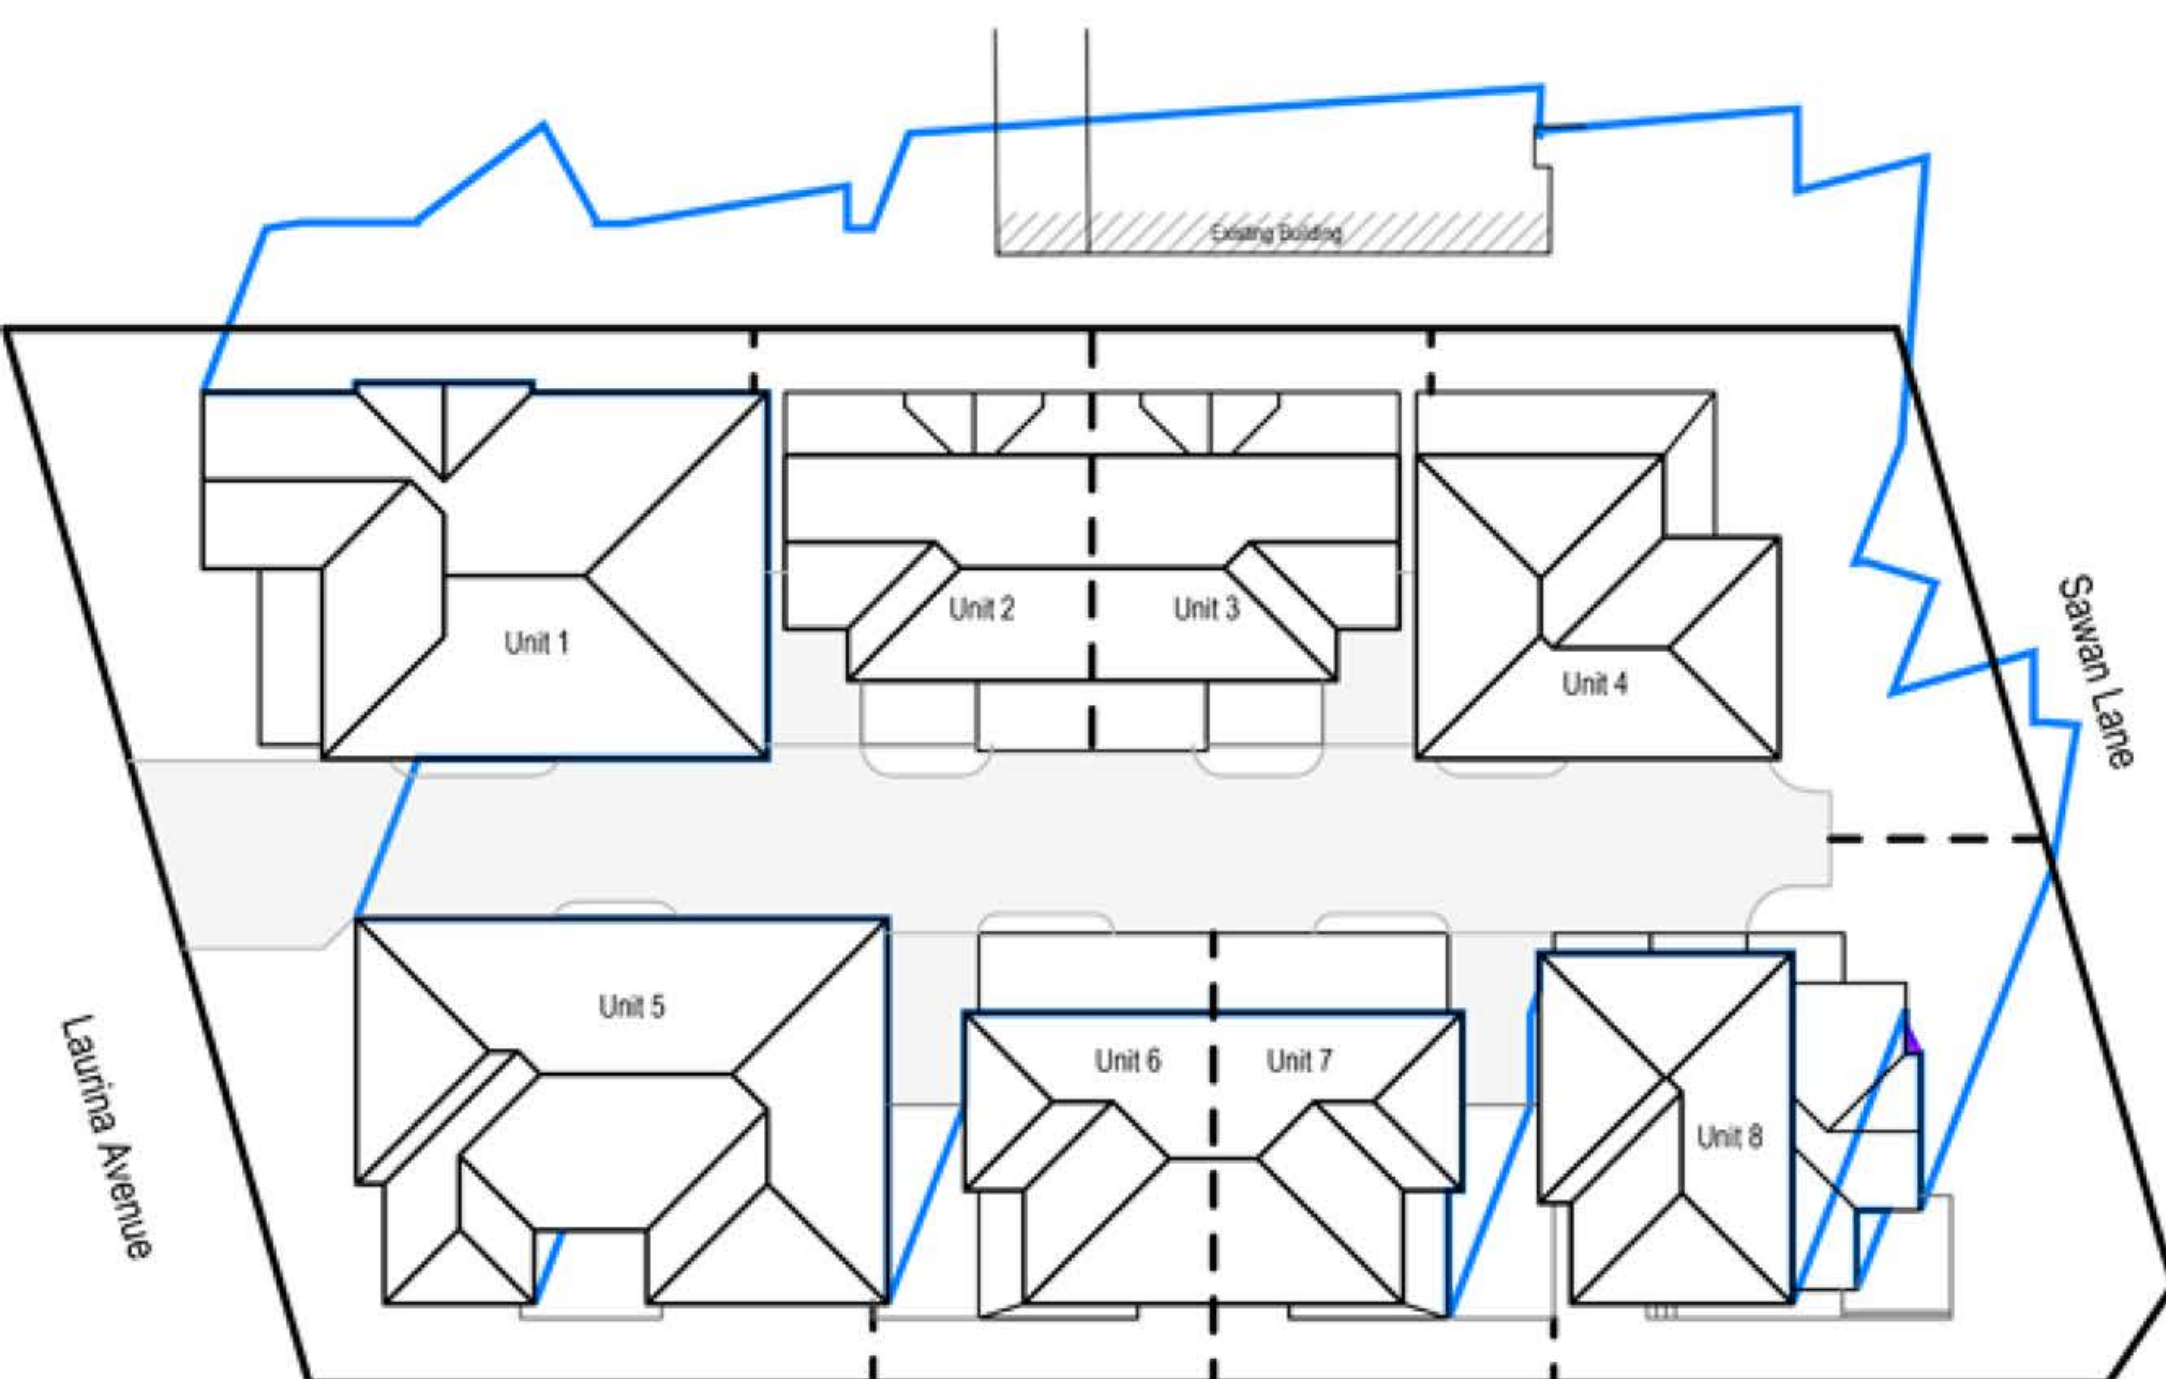 Existing Building
Unit 1
Unit 2
Unit 3
Unit 4
Sawan Lane
Unit 5
Unit 6
Unit 7
Unit 8
Laurina Avenue